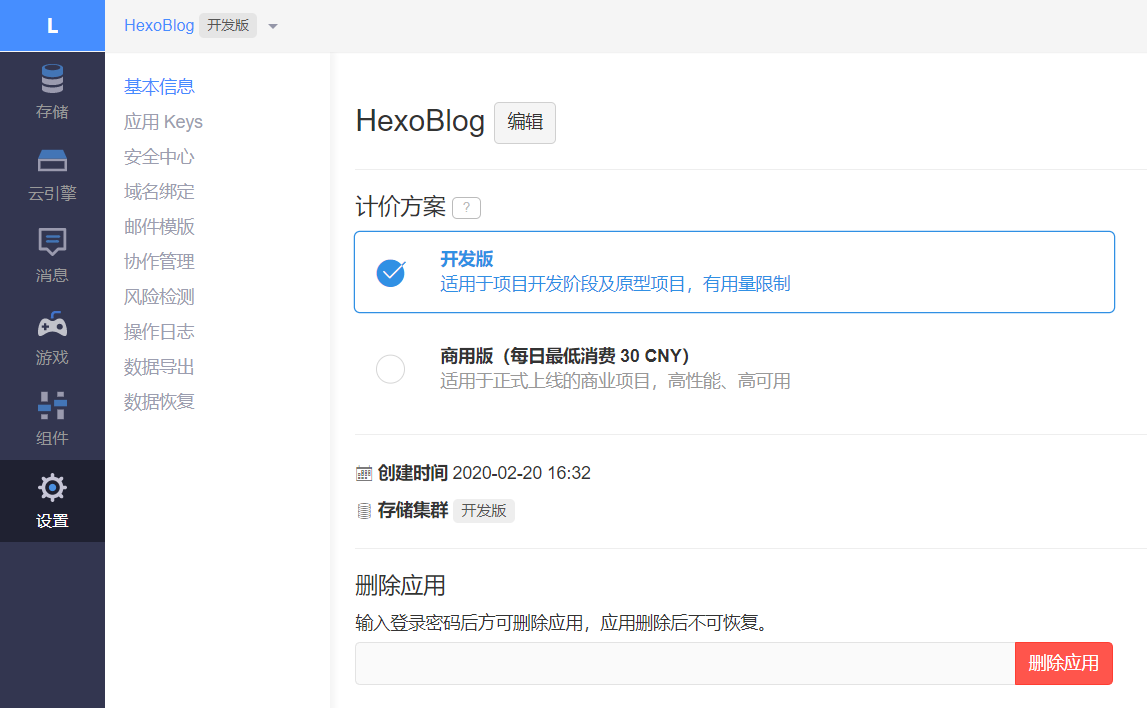 L
HexoBlog 开发版
存储
云引擎
消息
游戏
组件
设置
基本信息
应用 Keys
安全中心
域名绑定
邮件模版
协作管理
风险检测
操作日志
数据导出
数据恢复
HexoBlog 编辑
计价方案 ?
开发版
适用于项目开发阶段及原型项目，有用量限制
商用版（每日最低消费 30 CNY）
适用于正式上线的商业项目，高性能、高可用
创建时间 2020-02-20 16:32
存储集群 开发版
删除应用
输入登录密码后方可删除应用，应用删除后不可恢复。
删除应用